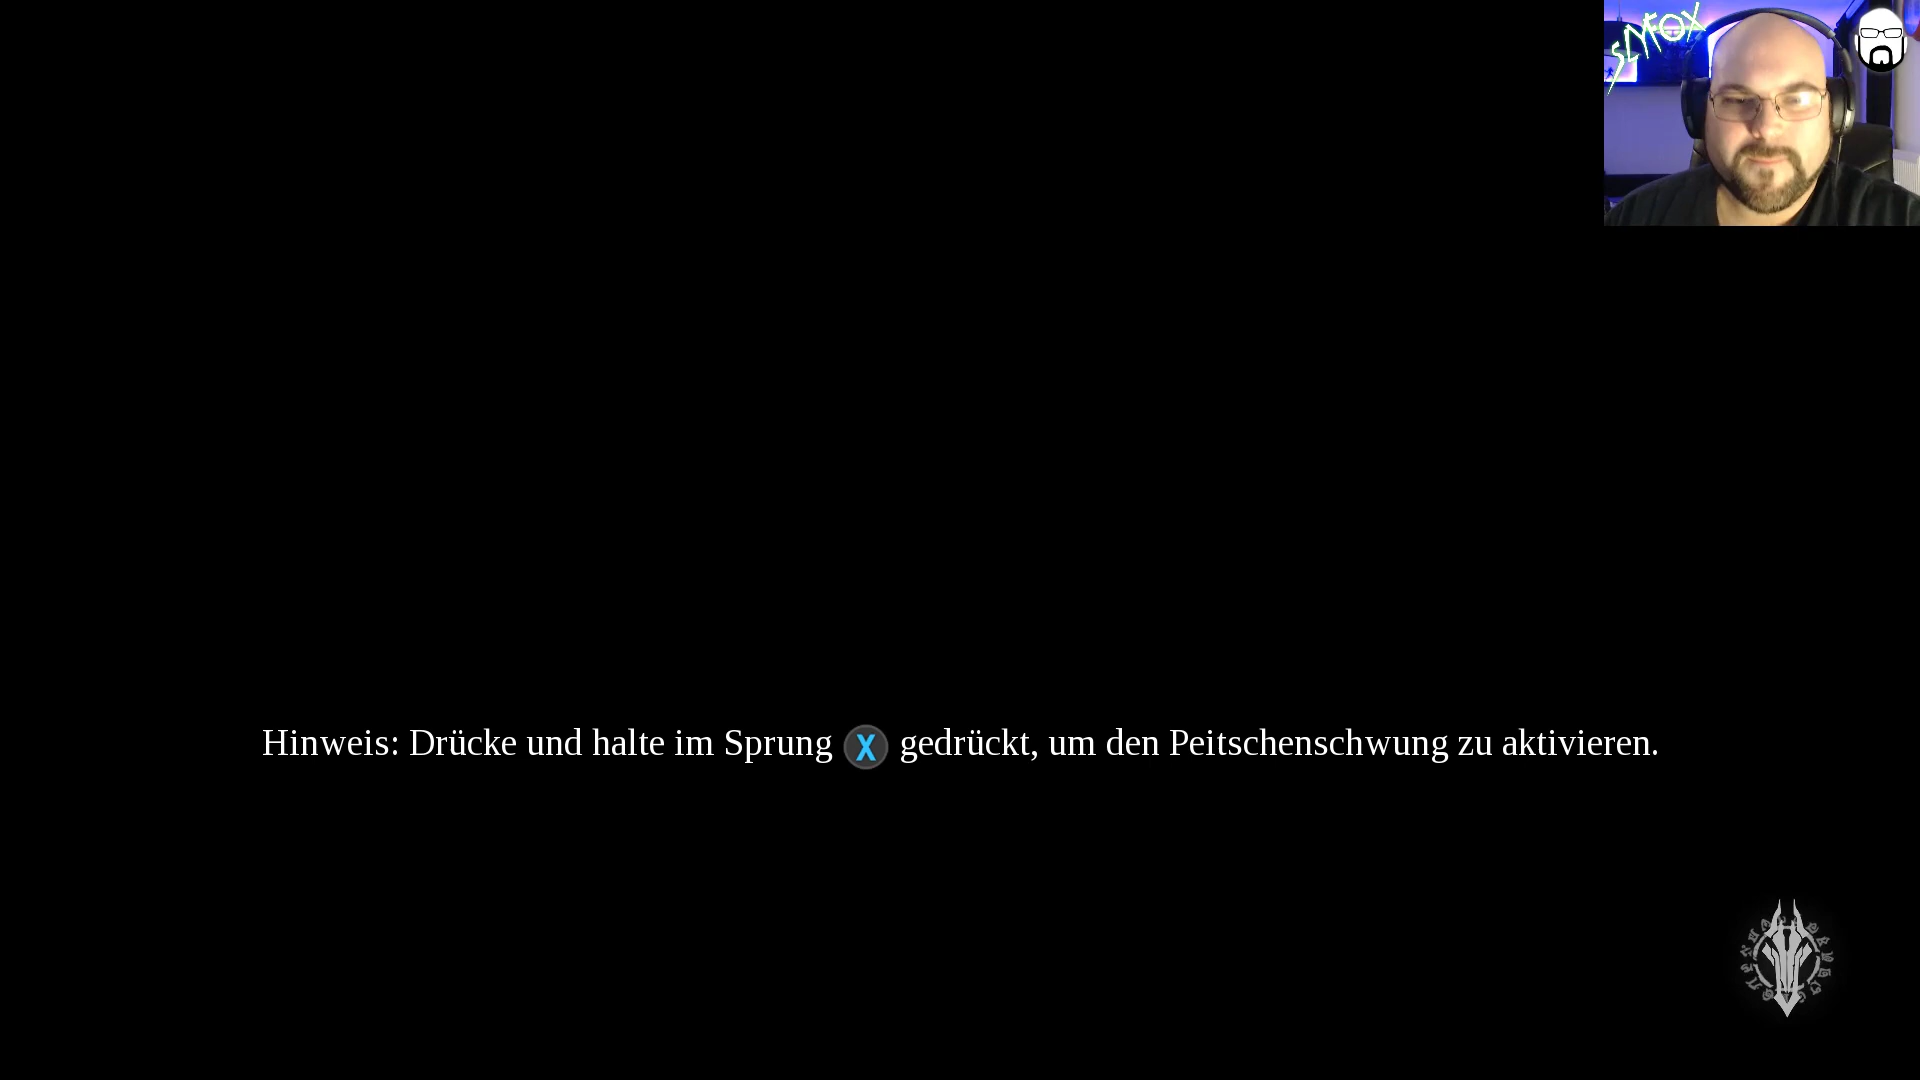 SLYFOX
Hinweis: Drücke und halte im Sprung X gedrückt, um den Peitschenschwung zu aktivieren.